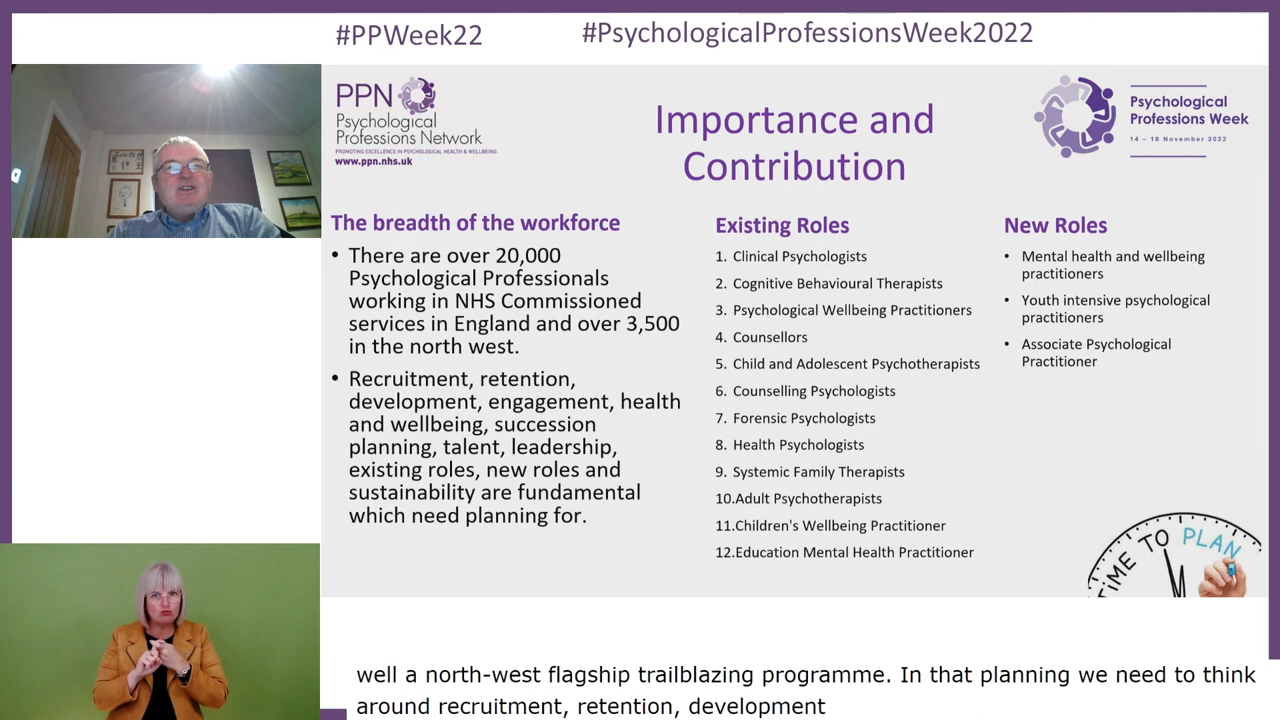 #PPWeek22
#PsychologicalProfessionsWeek2022
PPN
Psychological
Professions Network
PROMOTING EXCELLENCE IN PSYCHOLOGICAL HEALTH & WELLBEING
www.ppn.nhs.uk
Importance and
Contribution
Psychological
Professions Week
14 – 18 November 2022
The breadth of the workforce
• There are over 20,000
Psychological Professionals
working in NHS Commissioned
services in England and over 3,500
in the north west.
• Recruitment, retention,
development, engagement, health
and wellbeing, succession
planning, talent, leadership,
existing roles, new roles and
sustainability are fundamental
which need planning for.
Existing Roles
1. Clinical Psychologists
2. Cognitive Behavioural Therapists
3. Psychological Wellbeing Practitioners
4. Counsellors
5. Child and Adolescent Psychotherapists
6. Counselling Psychologists
7. Forensic Psychologists
8. Health Psychologists
9. Systemic Family Therapists
10.Adult Psychotherapists
11.Children's Wellbeing Practitioner
12.Education Mental Health Practitioner
New Roles
• Mental health and wellbeing
practitioners
• Youth intensive psychological
practitioners
• Associate Psychological
Practitioner
TIME TO PLAN
well a north-west flagship trailblazing programme. In that planning we need to think
around recruitment, retention, development